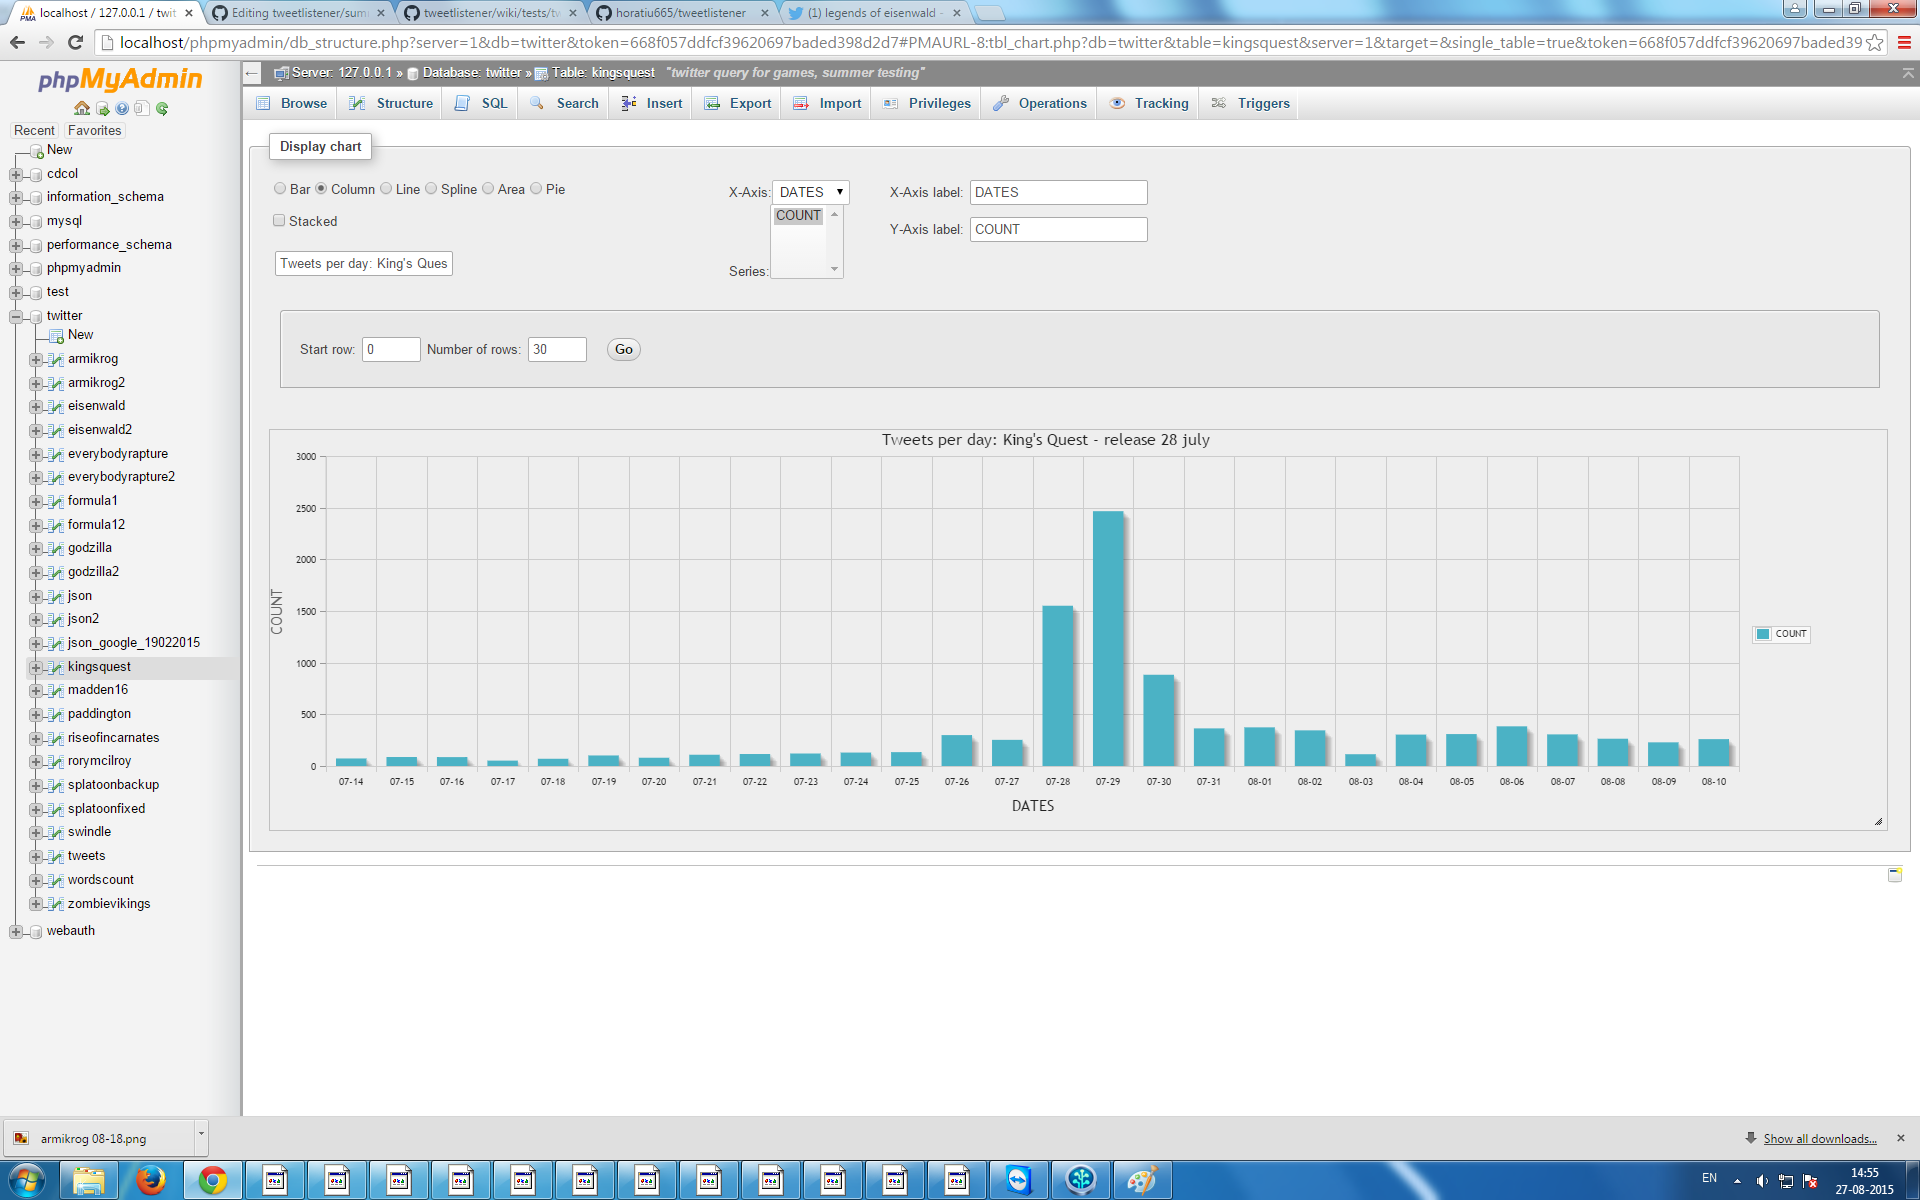 localhost / 127.0.0.1 / twit
Editing tweetlistener/sum
tweetlistener/wiki/tests/tw
horatiu665/tweetlistener
(1) legends of eisenwald -
localhost/phpmyadmin/db_structure.php?server=1&db=twitter&token=668f057ddfcf39620697baded398d2d7#PMAURL-8:tbl_chart.php?db=twitter&table=kingsquest&server=1&target=&single_table=true&token=668f057ddfcf39620697baded39
phpMyAdmin
Recent Favorites
New
cdcol
information_schema
mysql
performance_schema
phpmyadmin
test
twitter
New
armikrog
armikrog2
eisenwald
eisenwald2
everybodyrapture
everybodyrapture2
formula1
formula12
godzilla
godzilla2
json
json2
json_google_19022015
kingsquest
madden16
paddington
riseofincarnates
rorymcilroy
splatoonbackup
splatoonfixed
swindle
tweets
wordscount
zombievikings
webauth
Server: 127.0.0.1 » Database: twitter » Table: kingsquest "twitter query for games, summer testing"
Browse Structure SQL Search Insert Export Import Privileges Operations Tracking Triggers
Display chart
Bar Column Line Spline Area Pie
Stacked
Tweets per day: King's Ques
X-Axis: DATES
COUNT
Series:
X-Axis label: DATES
Y-Axis label: COUNT
Start row: 0 Number of rows: 30 Go
Tweets per day: King's Quest - release 28 july
3000
2500
2000
1500
1000
500
0
COUNT
07-14 07-15 07-16 07-17 07-18 07-19 07-20 07-21 07-22 07-23 07-24 07-25 07-26 07-27 07-28 07-29 07-30 07-31 08-01 08-02 08-03 08-04 08-05 08-06 08-07 08-08 08-09 08-10
DATES
COUNT
armikrog 08-18.png
Show all downloads...
EN
14:55
27-08-2015